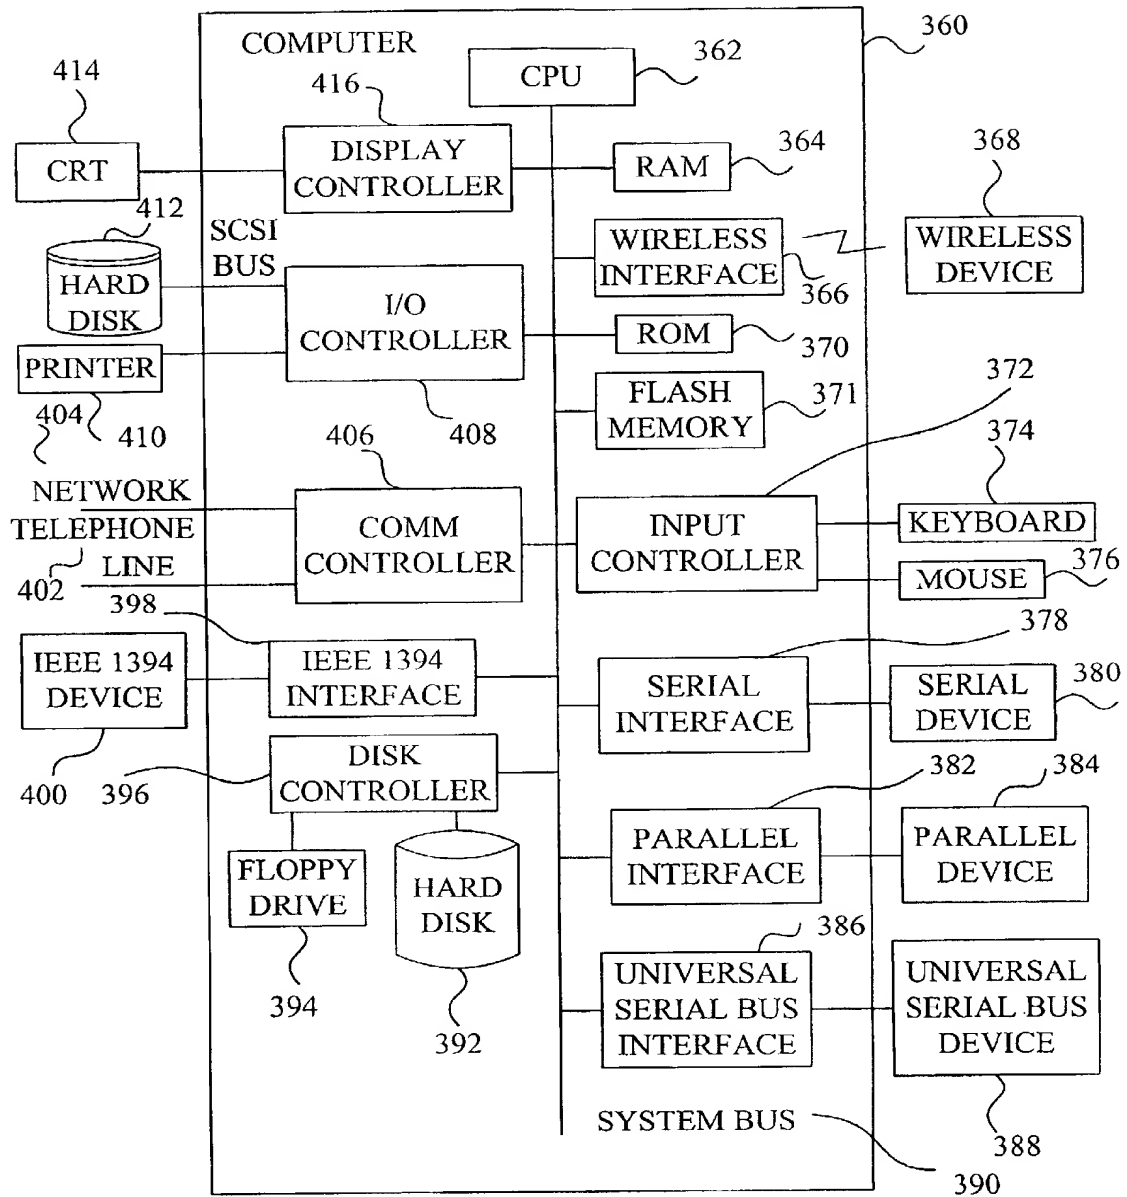 COMPUTER
360
362
CPU
414
416
CRT
DISPLAY
CONTROLLER
RAM
364
368
412
SCSI
BUS
WIRELESS
INTERFACE
366
WIRELESS
DEVICE
HARD
DISK
I/O
CONTROLLER
ROM
370
PRINTER
372
404
410
406
408
FLASH
MEMORY
371
374
NETWORK
TELEPHONE
LINE
402
COMM
CONTROLLER
INPUT
CONTROLLER
KEYBOARD
MOUSE
376
398
378
IEEE 1394
DEVICE
IEEE 1394
INTERFACE
SERIAL
INTERFACE
SERIAL
DEVICE
380
400
396
DISK
CONTROLLER
382
384
FLOPPY
DRIVE
HARD
DISK
PARALLEL
INTERFACE
PARALLEL
DEVICE
386
394
392
UNIVERSAL
SERIAL BUS
INTERFACE
UNIVERSAL
SERIAL BUS
DEVICE
SYSTEM BUS
388
390